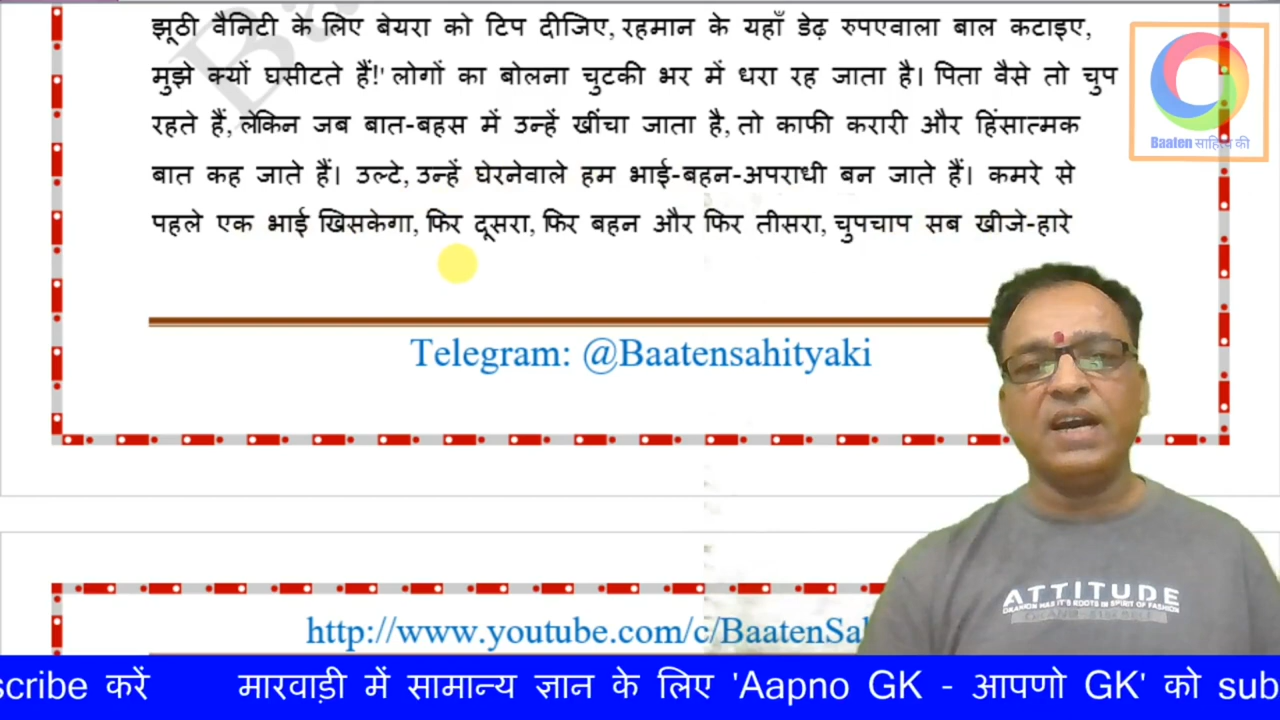 झूठी वैनिटी के लिए बेयरा को टिप दीजिए, रहमान के यहाँ डेढ़ रुपएवाला बाल कटाइए,
मुझे क्यों घसीटते हैं!' लोगों का बोलना चुटकी भर में धरा रह जाता है। पिता वैसे तो चुप
रहते हैं, लेकिन जब बात-बहस में उन्हें खींचा जाता है, तो काफी करारी और हिंसात्मक
बात कह जाते हैं। उल्टे, उन्हें घेरनेवाले हम भाई-बहन-अपराधी बन जाते हैं। कमरे से
पहले एक भाई खिसकेगा, फिर दूसरा, फिर बहन और फिर तीसरा, चुपचाप सब खीजे-हारे
Baaten साहित्य की
Telegram: @Baatensahityaki
ATTITUDE
http://www.youtube.com/c/BaatenSa
scribe करें मारवाड़ी में सामान्य ज्ञान के लिए 'Aapno GK - आपणो GK' को sub